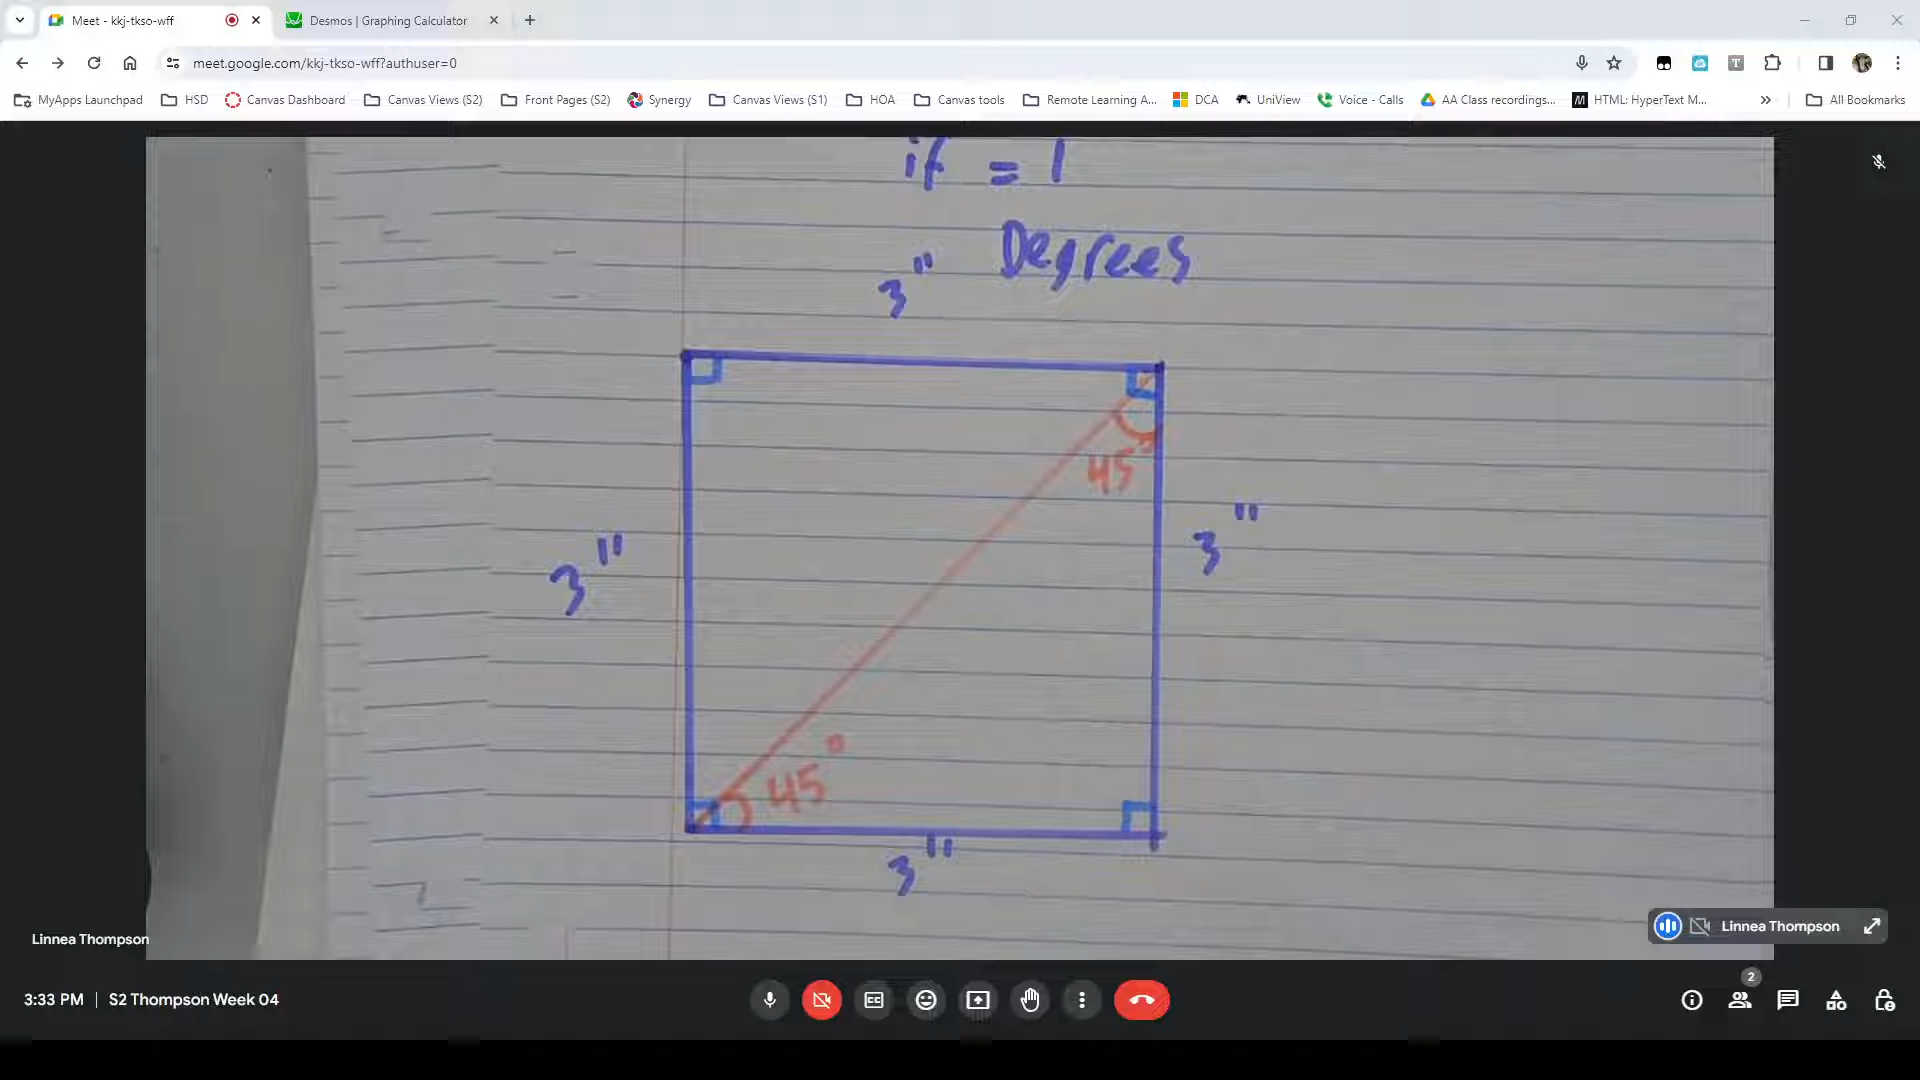 Meet - kkj-tkso-wff
Desmos | Graphing Calculator
meet.google.com/kkj-tkso-wff?authuser=0
MyApps Launchpad
HSD
Canvas Dashboard
Canvas Views (S2)
Front Pages (S2)
Synergy
Canvas Views (S1)
HOA
Canvas tools
Remote Learning A...
DCA
UniView
Voice - Calls
AA Class recordings...
HTML: HyperText M...
All Bookmarks
if = 1
Degrees
3"
45°
3"
3"
45°
3"
Linnea Thompson
Linnea Thompson
3:33 PM | S2 Thompson Week 04
2